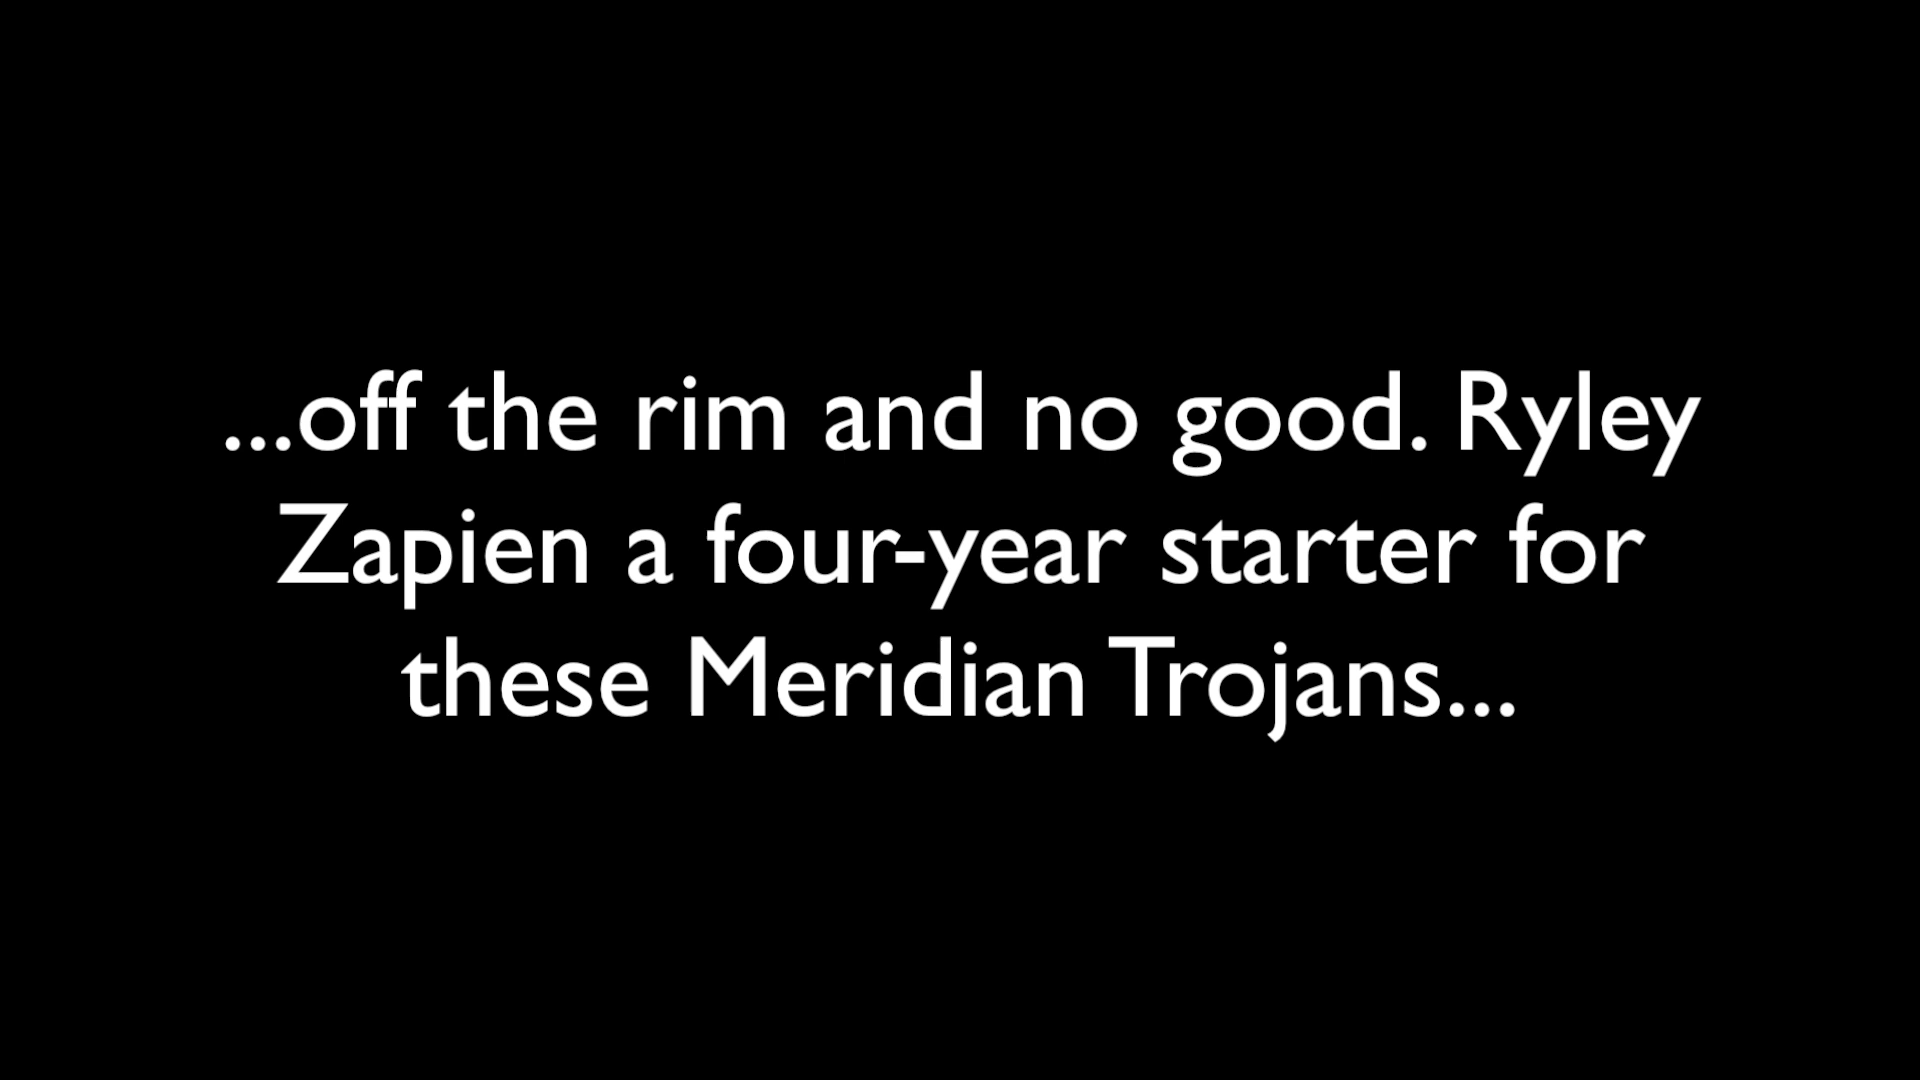 ...off the rim and no good. Ryley
Zapien a four-year starter for
these Meridian Trojans...